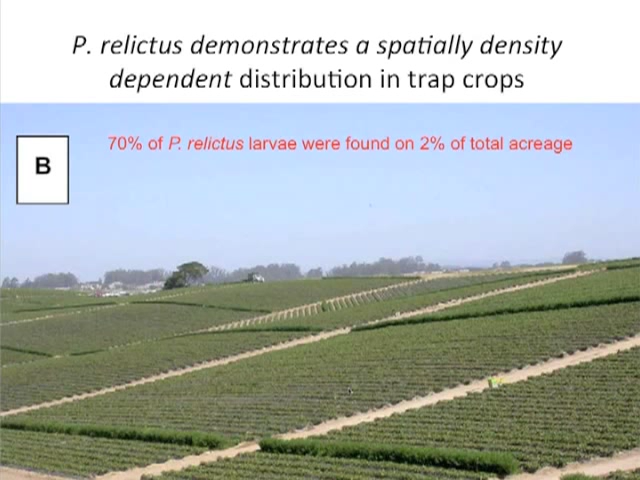 P. relictus demonstrates a spatially density
dependent distribution in trap crops
B
70% of P. relictus larvae were found on 2% of total acreage